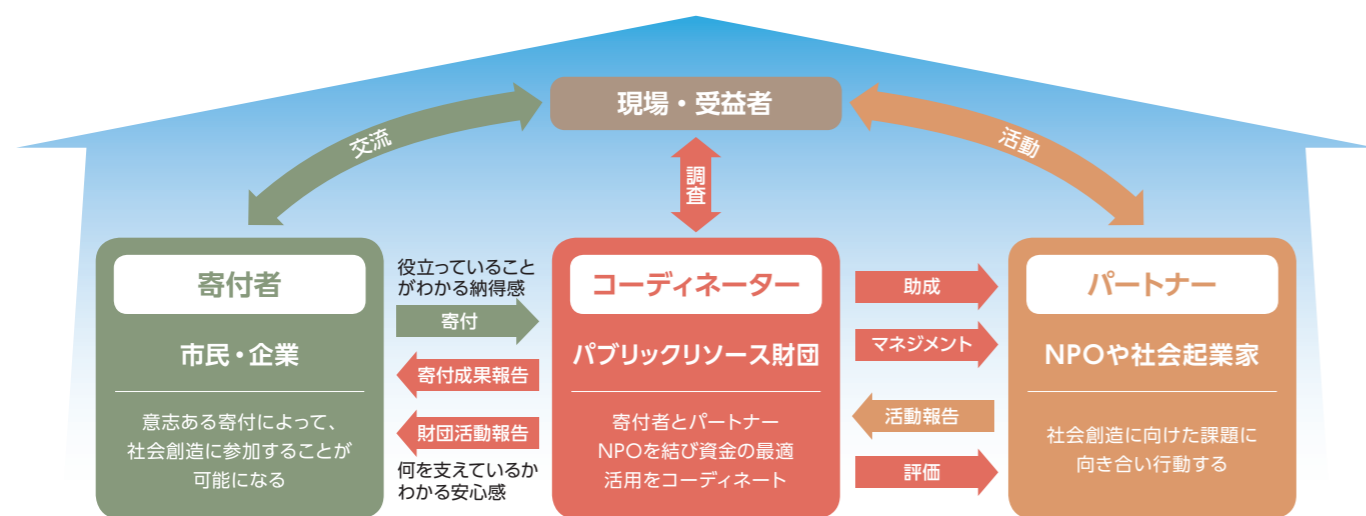 現場・受益者
交流
調査
活動
寄付者
市民・企業
意志ある寄付によって、
社会創造に参加することが
可能になる
役立っていること
がわかる納得感
寄付
寄付成果報告
財団活動報告
何を支えているか
わかる安心感
コーディネーター
パブリックリソース財団
寄付者とパートナー
NPOを結び資金の最適
活用をコーディネート
助成
マネジメント
活動報告
評価
パートナー
NPOや社会起業家
社会創造に向けた課題に
向き合い行動する